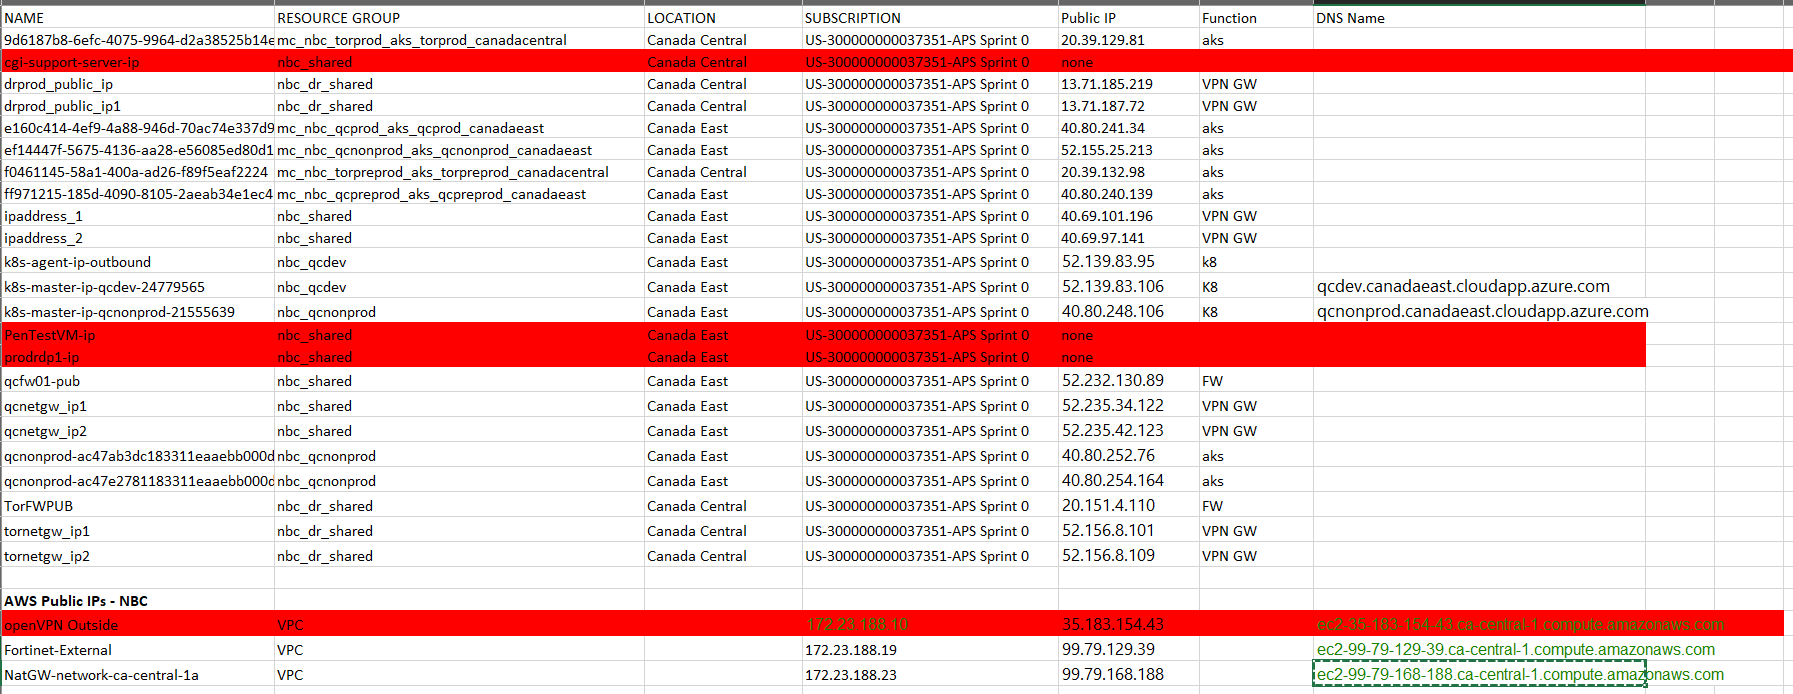 NAME RESOURCE GROUP LOCATION SUBSCRIPTION Public IP Function DNS Name
9d6187b8-6efc-4075-9964-d2a38525b14e mc_nbc_torprod_aks_torprod_canadacentral Canada Central US-300000000037351-APS Sprint 0 20.39.129.81 aks
cgi-support-server-ip nbc_shared Canada Central US-300000000037351-APS Sprint 0 none
drprod_public_ip nbc_dr_shared Canada Central US-300000000037351-APS Sprint 0 13.71.185.219 VPN GW
drprod_public_ip1 nbc_dr_shared Canada Central US-300000000037351-APS Sprint 0 13.71.187.72 VPN GW
e160c414-4ef9-4a88-946d-70ac74e337d9 mc_nbc_qcprod_aks_qcprod_canadaeast Canada East US-300000000037351-APS Sprint 0 40.80.241.34 aks
ef14447f-5675-4136-aa28-e56085ed80d1 mc_nbc_qcnonprod_aks_qcnonprod_canadaeast Canada East US-300000000037351-APS Sprint 0 52.155.25.213 aks
f0461145-58a1-400a-ad26-f89f5eaf2224 mc_nbc_torpreprod_aks_torpreprod_canadacentral Canada Central US-300000000037351-APS Sprint 0 20.39.132.98 aks
ff971215-185d-4090-8105-2aeab34e1ec4 mc_nbc_qcpreprod_aks_qcpreprod_canadaeast Canada East US-300000000037351-APS Sprint 0 40.80.240.139 aks
ipaddress_1 nbc_shared Canada East US-300000000037351-APS Sprint 0 40.69.101.196 VPN GW
ipaddress_2 nbc_shared Canada East US-300000000037351-APS Sprint 0 40.69.97.141 VPN GW
k8s-agent-ip-outbound nbc_qcdev Canada East US-300000000037351-APS Sprint 0 52.139.83.95 k8
k8s-master-ip-qcdev-24779565 nbc_qcdev Canada East US-300000000037351-APS Sprint 0 52.139.83.106 K8 qcdev.canadaeast.cloudapp.azure.com
k8s-master-ip-qcnonprod-21555639 nbc_qcnonprod Canada East US-300000000037351-APS Sprint 0 40.80.248.106 K8 qcnonprod.canadaeast.cloudapp.azure.com
PenTestVM-ip nbc_shared Canada East US-300000000037351-APS Sprint 0 none
prodrdp1-ip nbc_shared Canada East US-300000000037351-APS Sprint 0 none
qcfw01-pub nbc_shared Canada East US-300000000037351-APS Sprint 0 52.232.130.89 FW
qcnetgw_ip1 nbc_shared Canada East US-300000000037351-APS Sprint 0 52.235.34.122 VPN GW
qcnetgw_ip2 nbc_shared Canada East US-300000000037351-APS Sprint 0 52.235.42.123 VPN GW
qcnonprod-ac47ab3dc183311eaaebb000d nbc_qcnonprod Canada East US-300000000037351-APS Sprint 0 40.80.252.76 aks
qcnonprod-ac47e2781183311eaaebb000d nbc_qcnonprod Canada East US-300000000037351-APS Sprint 0 40.80.254.164 aks
TorFWPUB nbc_dr_shared Canada Central US-300000000037351-APS Sprint 0 20.151.4.110 FW
tornetgw_ip1 nbc_dr_shared Canada Central US-300000000037351-APS Sprint 0 52.156.8.101 VPN GW
tornetgw_ip2 nbc_dr_shared Canada Central US-300000000037351-APS Sprint 0 52.156.8.109 VPN GW
AWS Public IPs - NBC
openVPN Outside VPC 172.23.188.10 35.183.154.43 ec2-35-183-154-43.ca-central-1.compute.amazonaws.com
Fortinet-External VPC 172.23.188.19 99.79.129.39 ec2-99-79-129-39.ca-central-1.compute.amazonaws.com
NatGW-network-ca-central-1a VPC 172.23.188.23 99.79.168.188 ec2-99-79-168-188.ca-central-1.compute.amazonaws.com